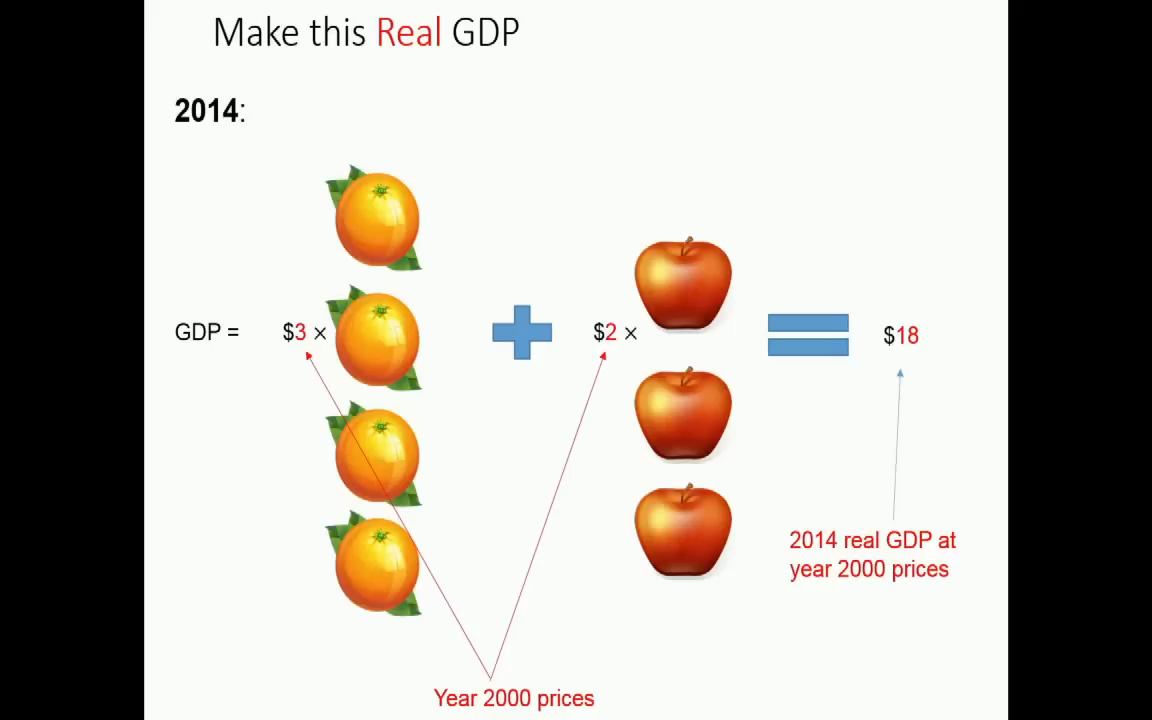 Make this Real GDP
2014:
GDP = $3 × $2 × $18
2014 real GDP at
year 2000 prices
Year 2000 prices